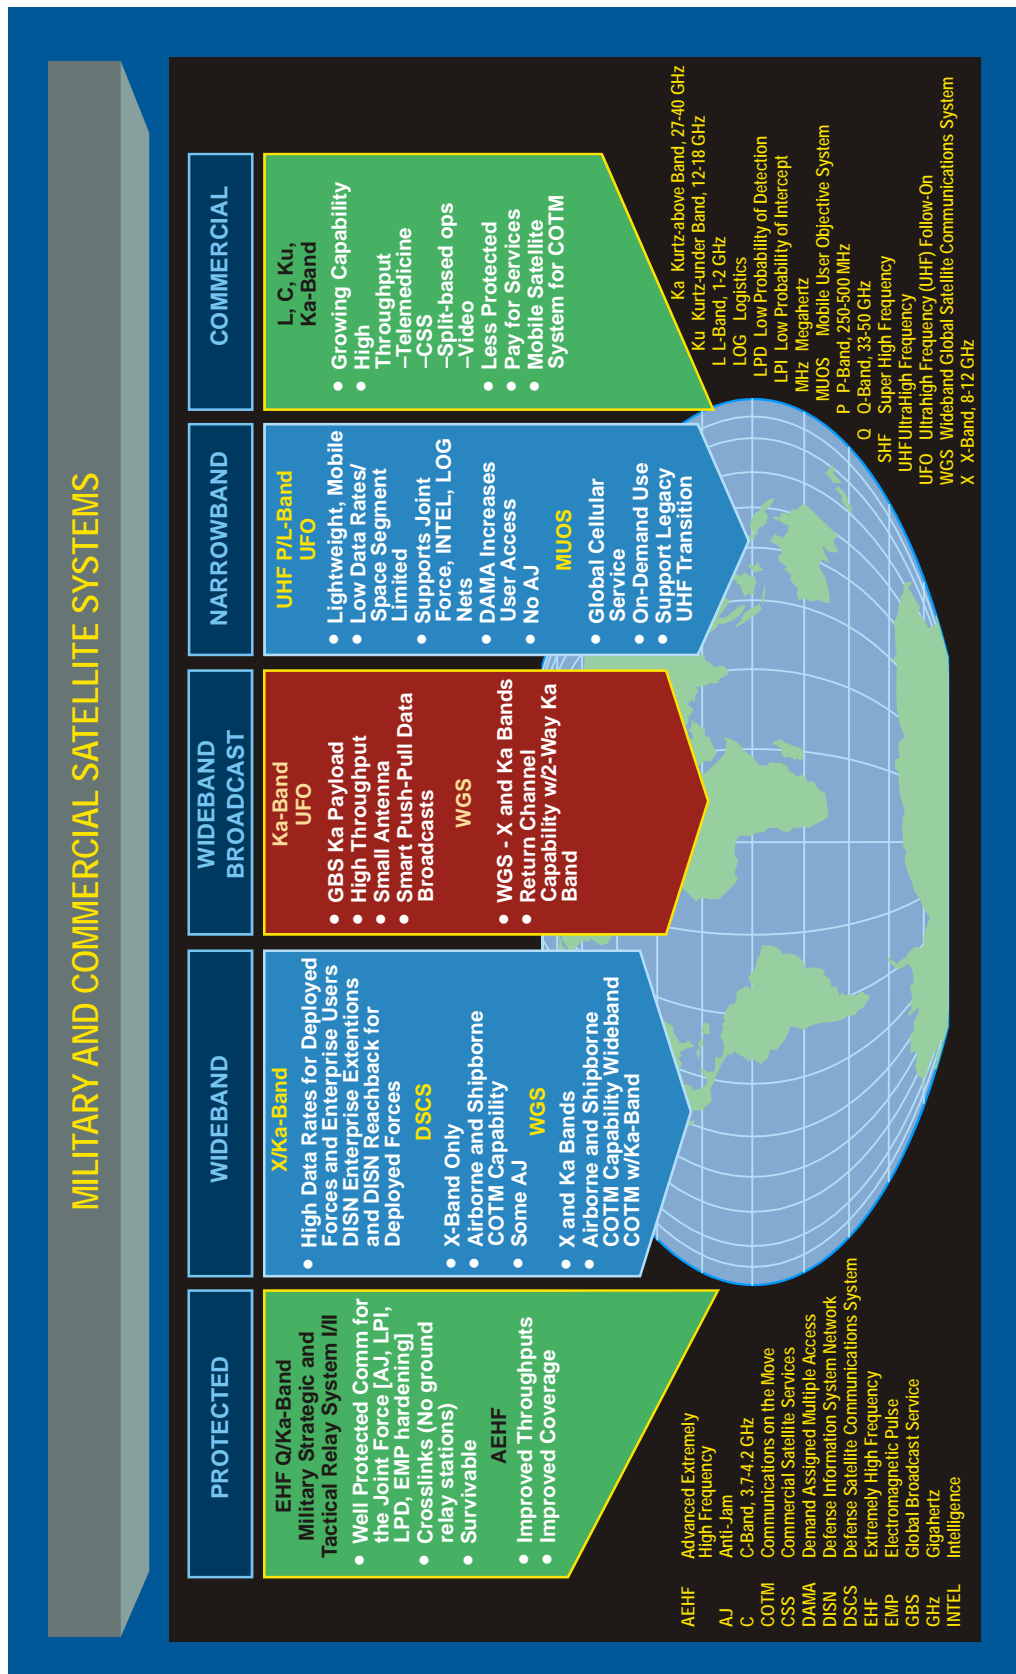 MILITARY AND COMMERCIAL SATELLITE SYSTEMS
PROTECTED
EHF Q/Ka-Band
Military Strategic and
Tactical Relay System I/II
• Well Protected Comm for
the Joint Force [AJ, LPI,
LPD, EMP hardening]
• Crosslinks (No ground
relay stations)
• Survivable
AEHF
• Improved Throughputs
• Improved Coverage
WIDEBAND
X/Ka-Band
• High Data Rates for Deployed
Forces and Enterprise Users
DISN Enterprise Extentions
and DISN Reachback for
Deployed Forces
DSCS
• X-Band Only
• Airborne and Shipborne
COTM Capability
• Some AJ
WGS
• X and Ka Bands
• Airborne and Shipborne
COTM Capability Wideband
COTM w/Ka-Band
WIDEBAND
BROADCAST
Ka-Band
UFO
• GBS Ka Payload
• High Throughput
• Small Antenna
• Smart Push-Pull Data
Broadcasts
WGS
• WGS - X and Ka Bands
• Return Channel
Capability w/2-Way Ka
Band
NARROWBAND
UHF P/L-Band
UFO
• Lightweight, Mobile
• Low Data Rates/
Space Segment
Limited
• Supports Joint
Force, INTEL, LOG
Nets
• DAMA Increases
User Access
• No AJ
MUOS
• Global Cellular
Service
• On-Demand Use
• Support Legacy
UHF Transition
COMMERCIAL
L, C, Ku,
Ka-Band
• Growing Capability
• High
Throughput
–Telemedicine
–CSS
–Split-based ops
–Video
• Less Protected
• Pay for Services
• Mobile Satellite
System for COTM
AEHF Advanced Extremely
High Frequency
AJ Anti-Jam
C C-Band, 3.7-4.2 GHz
COTM Communications on the Move
CSS Commercial Satellite Services
DAMA Demand Assigned Multiple Access
DISN Defense Information System Network
DSCS Defense Satellite Communications System
EHF Extremely High Frequency
EMP Electromagnetic Pulse
GBS Global Broadcast Service
GHz Gigahertz
INTEL Intelligence
Ka Kurtz-above Band, 27-40 GHz
Ku Kurtz-under Band, 12-18 GHz
L L-Band, 1-2 GHz
LOG Logistics
LPD Low Probability of Detection
LPI Low Probability of Intercept
MHz Megahertz
MUOS Mobile User Objective System
P P-Band, 250-500 MHz
Q Q-Band, 33-50 GHz
SHF Super High Frequency
UHF UltraHigh Frequency
UFO Ultrahigh Frequency (UHF) Follow-On
WGS Wideband Global Satellite Communications System
X X-Band, 8-12 GHz